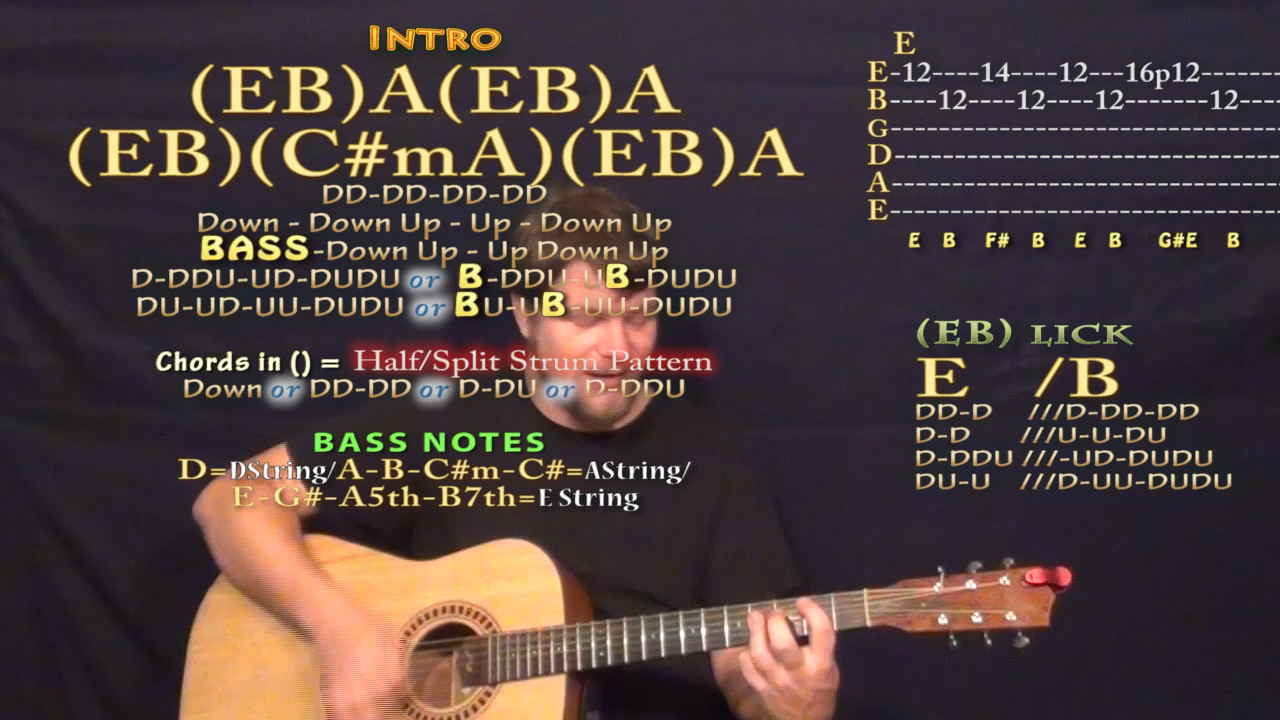 INTRO
(EB)A(EB)A
(EB)(C#mA)(EB)A
DD-DD-DD-DD
Down - Down Up - Up - Down Up
BASS-Down Up - Up Down Up
D-DDU-UD-DUDU or B-DDU-UB-DUDU
DU-UD-UU-DUDU or BU-UB-UU-DUDU
Chords in () = Half/Split Strum Pattern
Down or DD-DD or D-DU or D-DDU
BASS NOTES
D=DString/A-B-C#m-C#=AString/
E-G#-A5th-B7th=E String
E
E-12----14----12---16p12-------
B----12----12----12-------12----
G-----------------------------
D-----------------------------
A-----------------------------
E-----------------------------
E B F# B E B G#E B
(EB) LICK
E /B
DD-D ///D-DD-DD
D-D ///U-U-DU
D-DDU ///-UD-DUDU
DU-U ///D-UU-DUDU